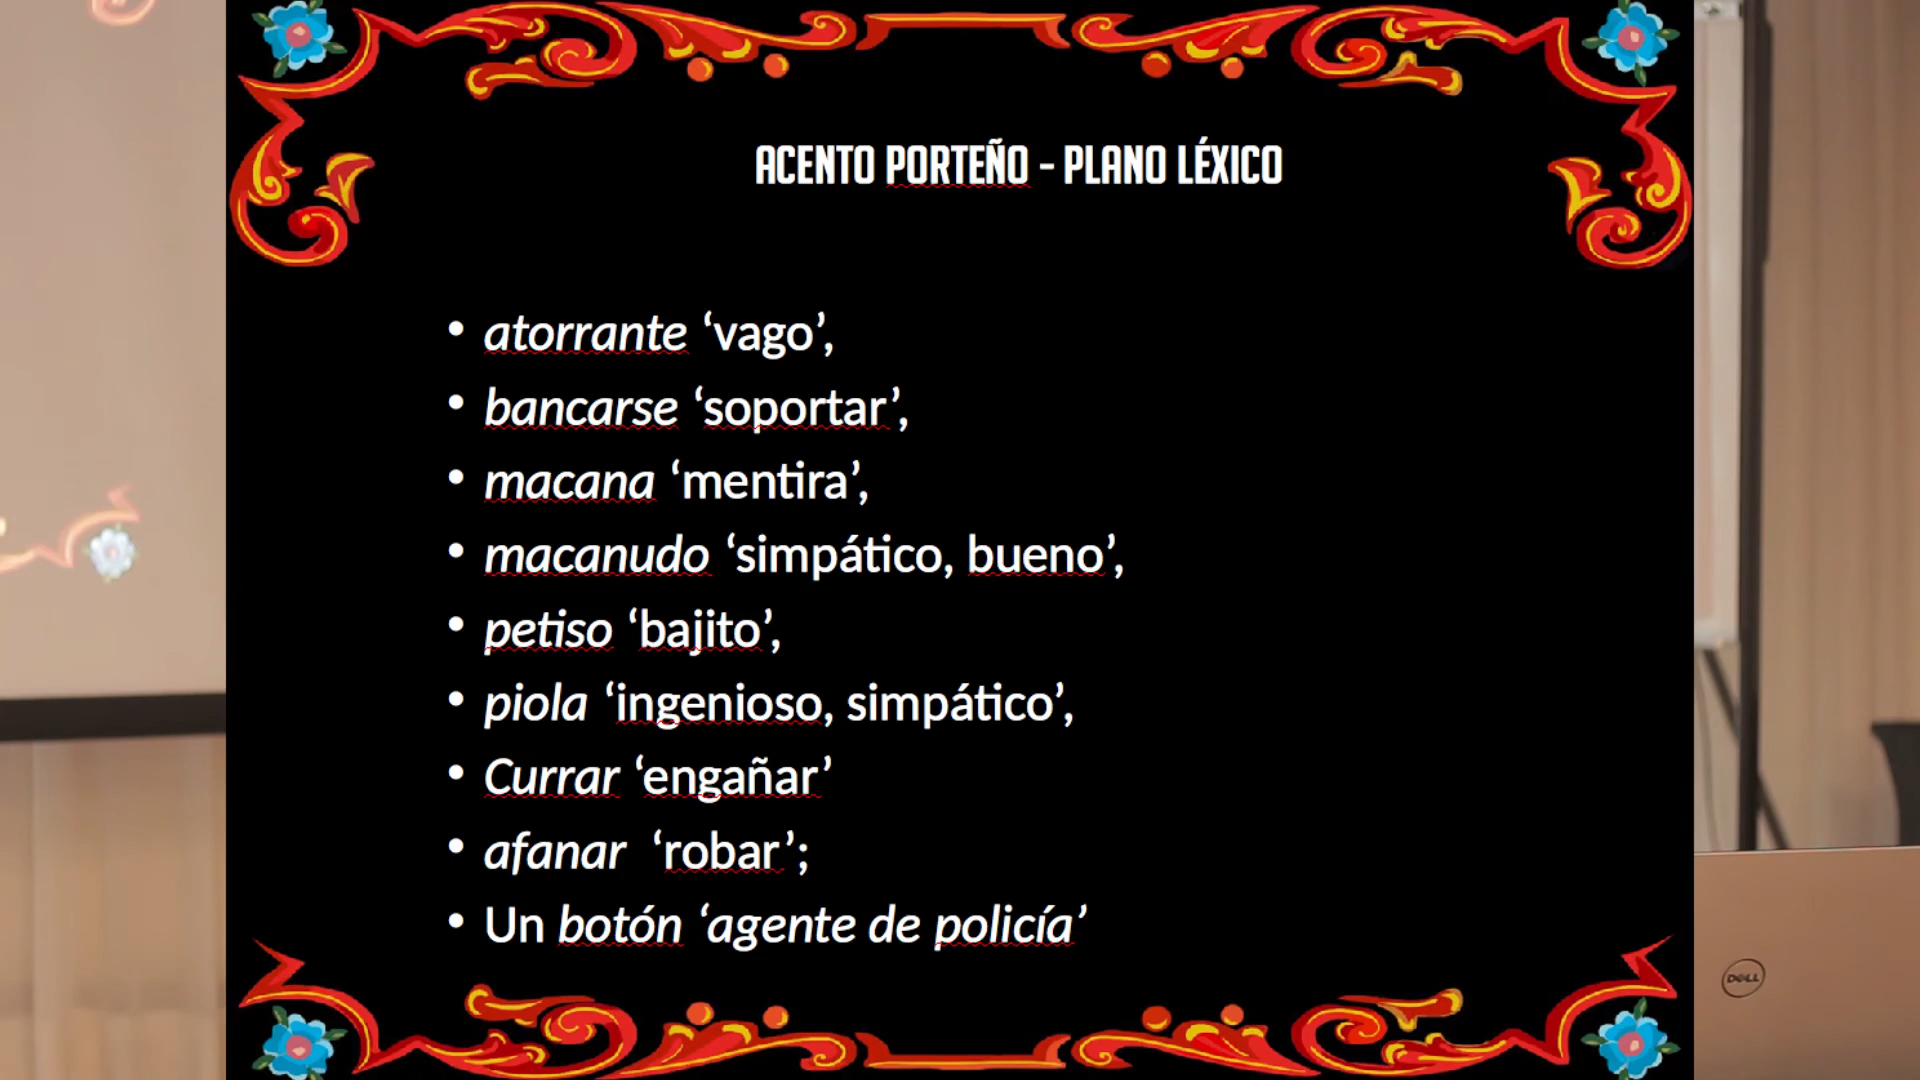 ACENTO PORTEÑO - PLANO LÉXICO
• atorrante ‘vago’,
• bancarse ‘soportar’,
• macana ‘mentira’,
• macanudo ‘simpático, bueno’,
• petiso ‘bajito’,
• piola ‘ingenioso, simpático’,
• Currar ‘engañar’
• afanar ‘robar’;
• Un botón ‘agente de policía’
DELL